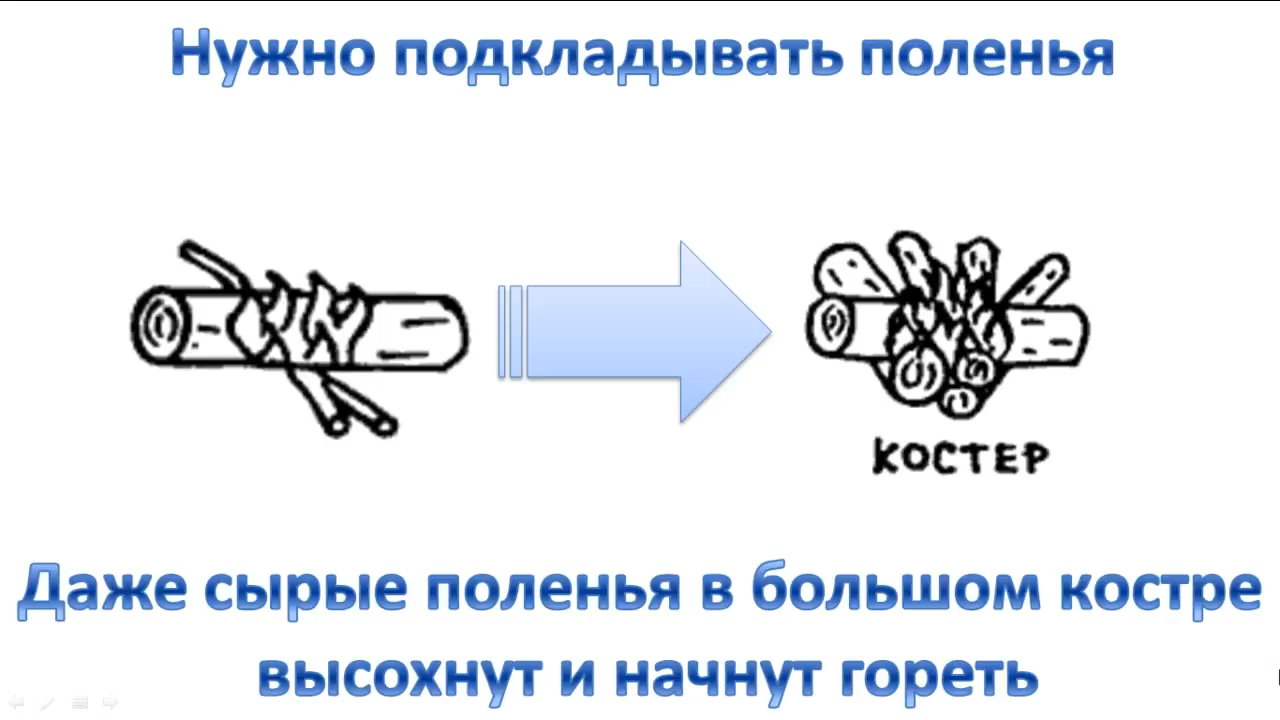 Нужно подкладывать поленья
КОСТЕР
Даже сырые поленья в большом костре
высохнут и начнут гореть